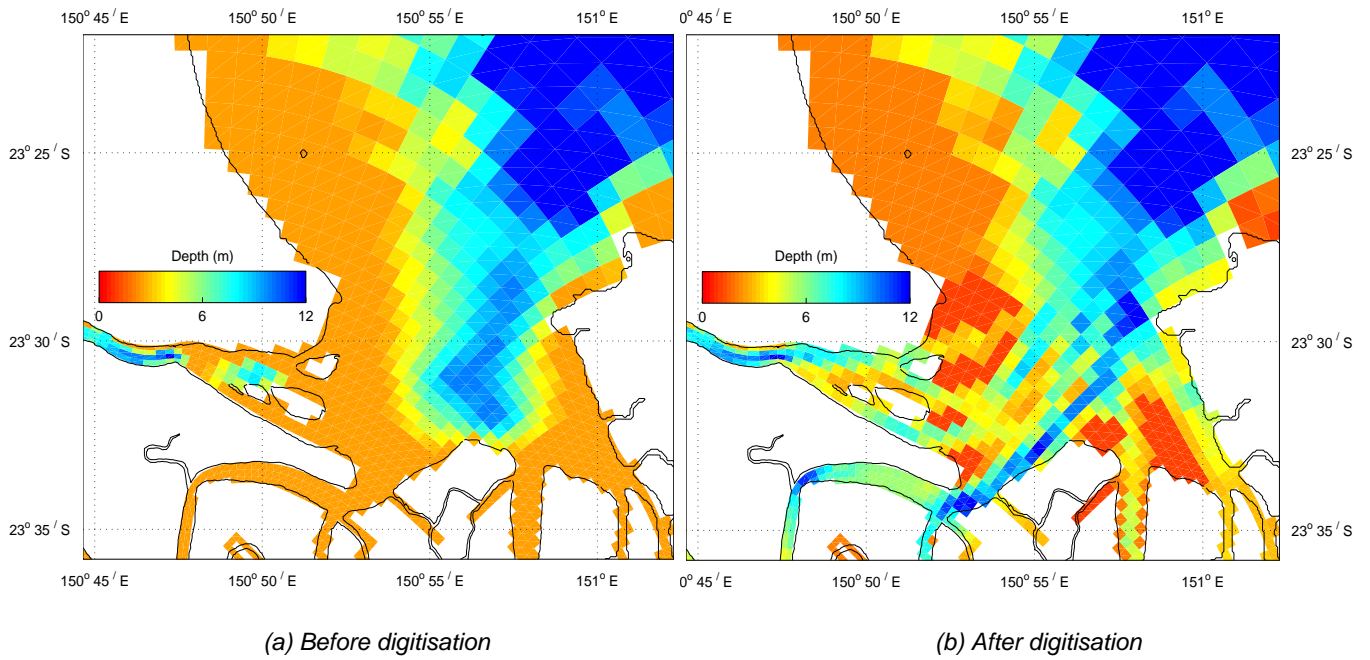 150° 45 / E 150° 50 / E 150° 55 / E 151° E 0° 45 / E 150° 50 / E 150° 55 / E 151° E
23° 25 / S 23° 25 / S
Depth (m) Depth (m)
0 6 12 0 6 12
23° 30 / S 23° 30 / S
23° 35 / S 23° 35 / S
150° 45 / E 150° 50 / E 150° 55 / E 151° E 0° 45 / E 150° 50 / E 150° 55 / E 151° E
(a) Before digitisation (b) After digitisation